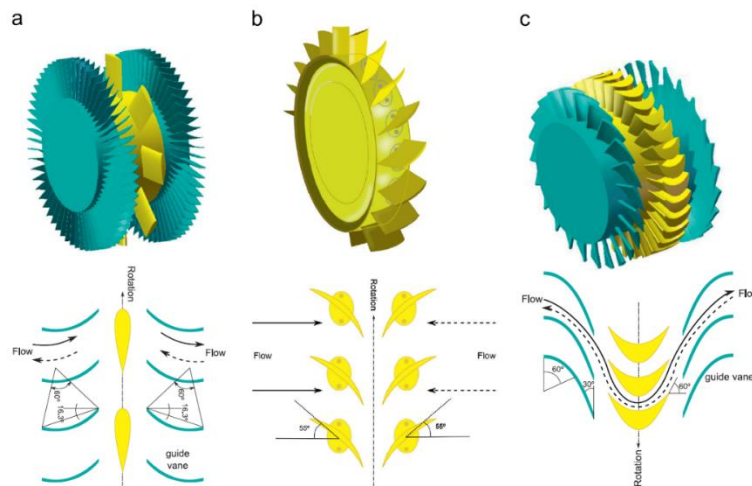 a
b
c
Rotation
Flow
Flow
60°
16.3°
60°
16.3°
guide
vane
Rotation
Flow
Flow
55°
55°
Flow
Flo
60°
30°
60°
guide vane
Rotation